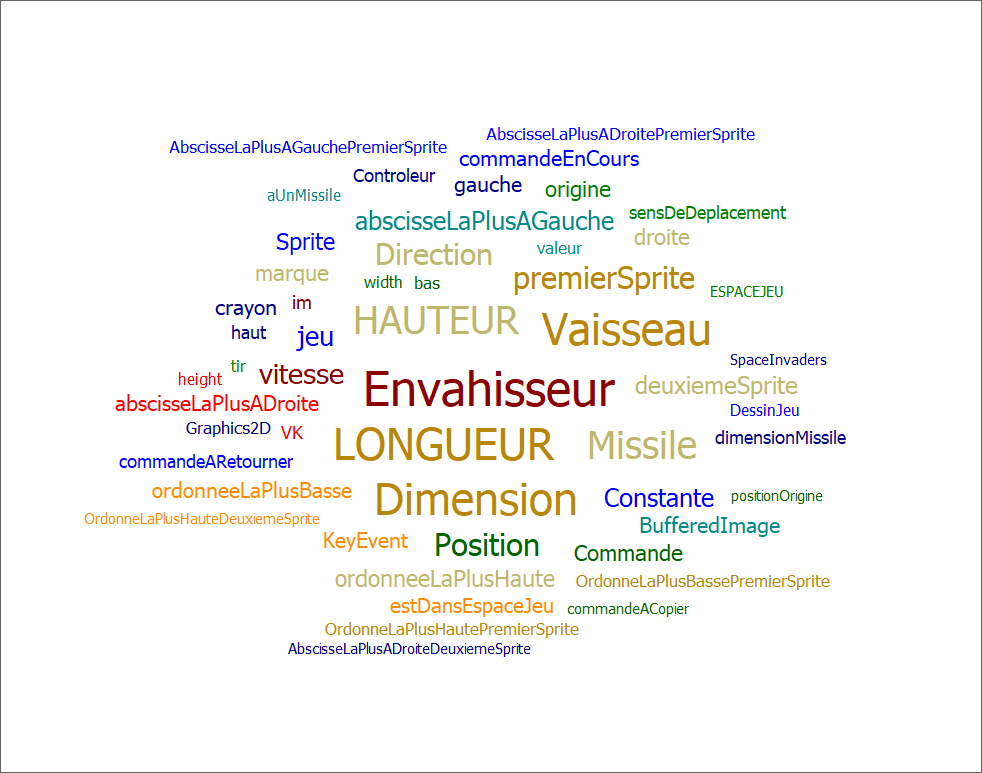 AbscisseLaPlusADroitePremierSprite
AbscisseLaPlusAGauchePremierSprite commandeEnCours
Controleur gauche origine
aUnMissile abscisseLaPlusAGauche sensDeDeplacement
Sprite Direction valeur droite
marque width bas premierSprite ESPACEJEU
crayon im HAUTEUR Vaisseau
haut jeu
tir vitesse SpaceInvaders
height Envahisseur deuxiemeSprite
abscisseLaPlusADroite DessinJeu
Graphics2D VK LONGUEUR Missile dimensionMissile
commandeARetourner
ordonneeLaPlusBasse Dimension Constante positionOrigine
OrdonneLaPlusHauteDeuxiemeSprite BufferedImage
KeyEvent Position Commande
ordonneeLaPlusHaute OrdonneLaPlusBassePremierSprite
estDansEspaceJeu commandeACopier
OrdonneLaPlusHautePremierSprite
AbscisseLaPlusADroiteDeuxiemeSprite